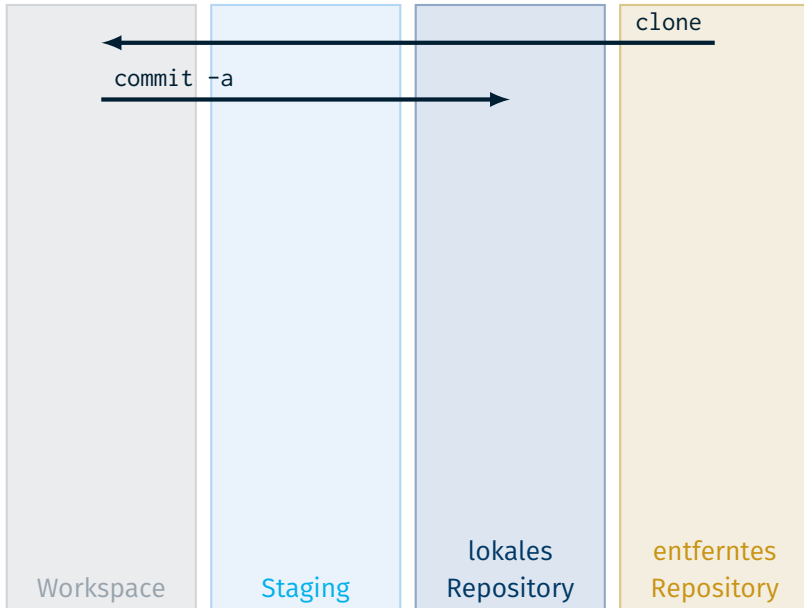 clone
commit -a
Workspace
Staging
lokales
Repository
entferntes
Repository